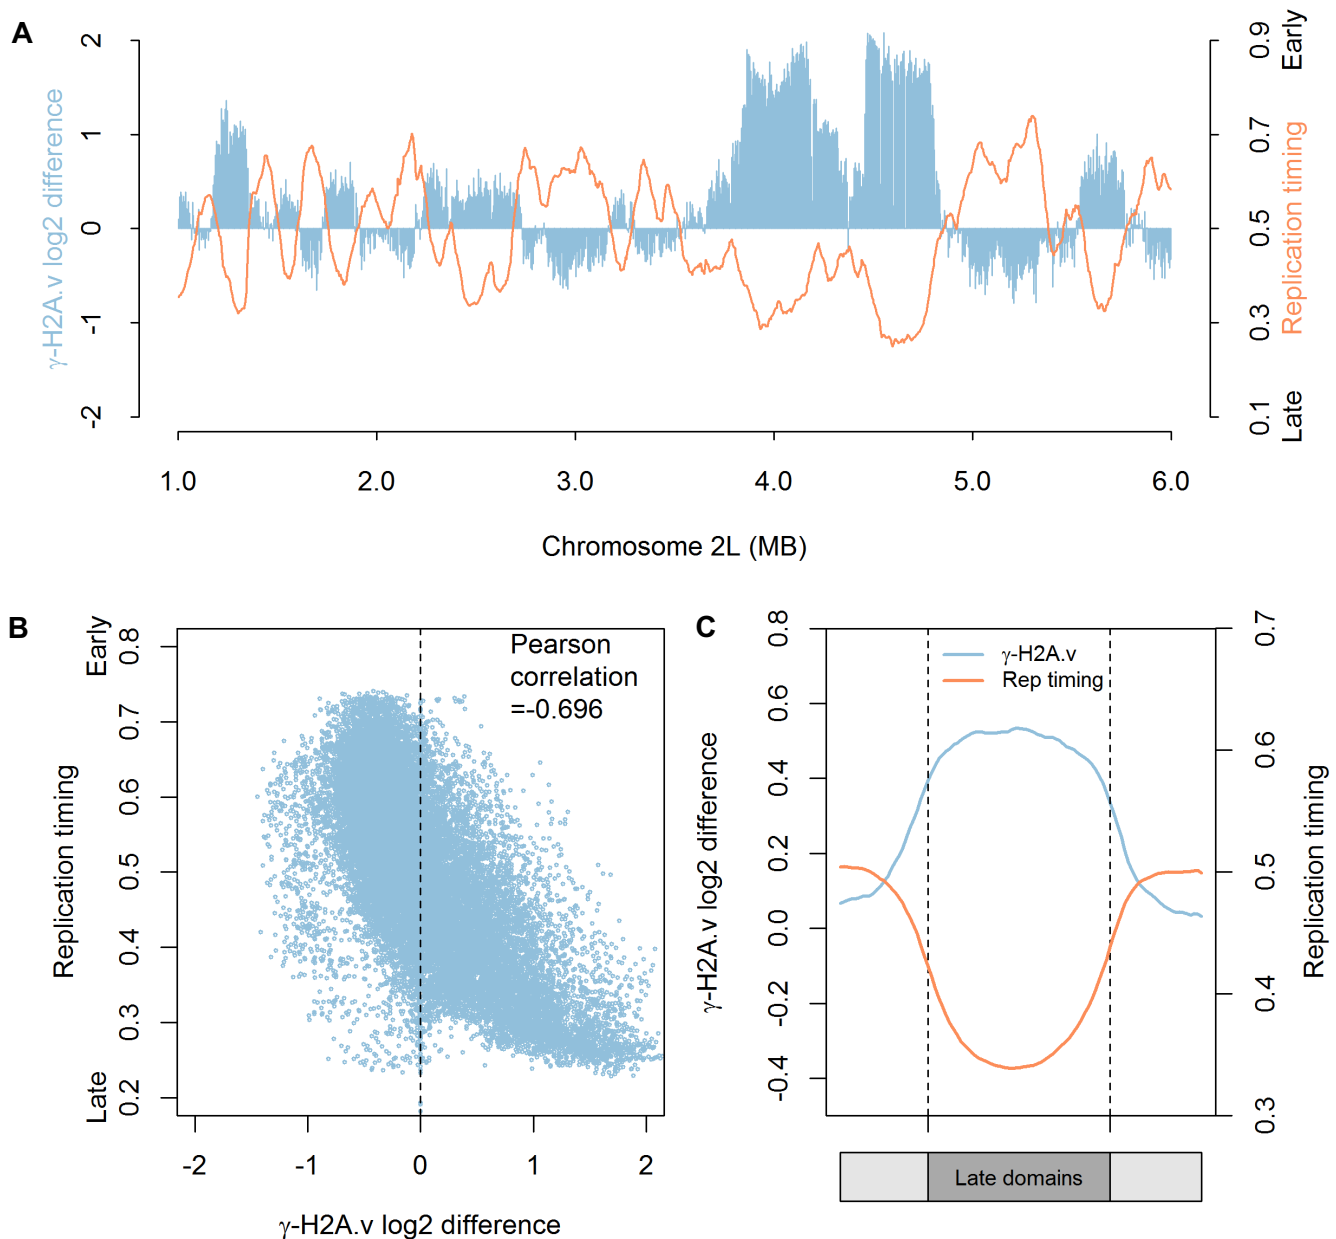 A
γ-H2A.v log2 difference
2
1
0
-1
-2
Early
0.9
0.7
0.5
0.3
0.1
Late
Replication timing
1.0
2.0
3.0
4.0
5.0
6.0
Chromosome 2L (MB)
B
Early
Late
Replication timing
0.8
0.7
0.6
0.5
0.4
0.3
0.2
Pearson
correlation
=-0.696
-2
-1
0
1
2
γ-H2A.v log2 difference
C
γ-H2A.v log2 difference
0.8
0.6
0.4
0.2
0.0
-0.2
-0.4
γ-H2A.v
Rep timing
0.7
0.6
0.5
0.4
0.3
Replication timing
Late domains